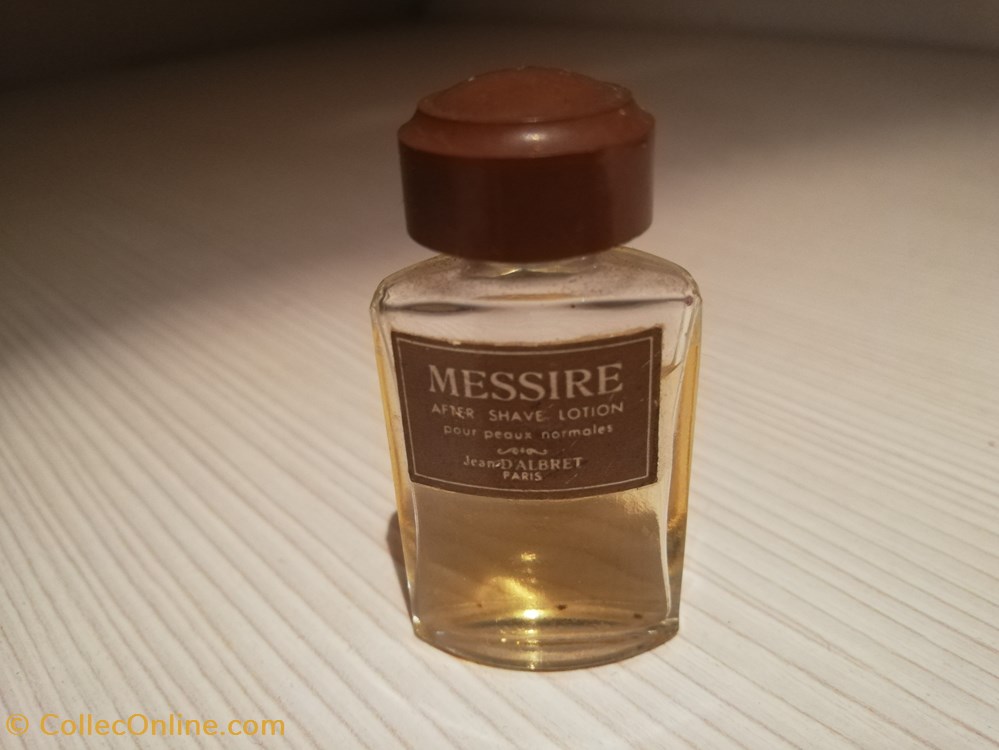 MESSIRE
AFTER SHAVE LOTION
pour peaux normales
Jean D'ALBRET
PARIS
© CollecOnline.com